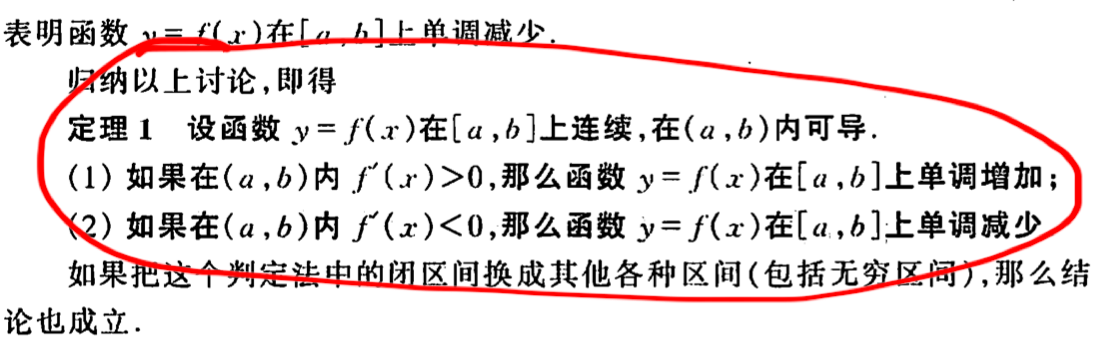 表明函数 y = f(x)在[a,b]上单调减少.
归纳以上讨论,即得
定理 1 设函数 y = f(x)在[a,b]上连续,在(a,b)内可导.
(1) 如果在(a,b)内 f′(x)>0,那么函数 y = f(x)在[a,b]上单调增加;
(2) 如果在(a,b)内 f′(x)<0,那么函数 y = f(x)在[a,b]上单调减少
如果把这个判定法中的闭区间换成其他各种区间(包括无穷区间),那么结
论也成立.